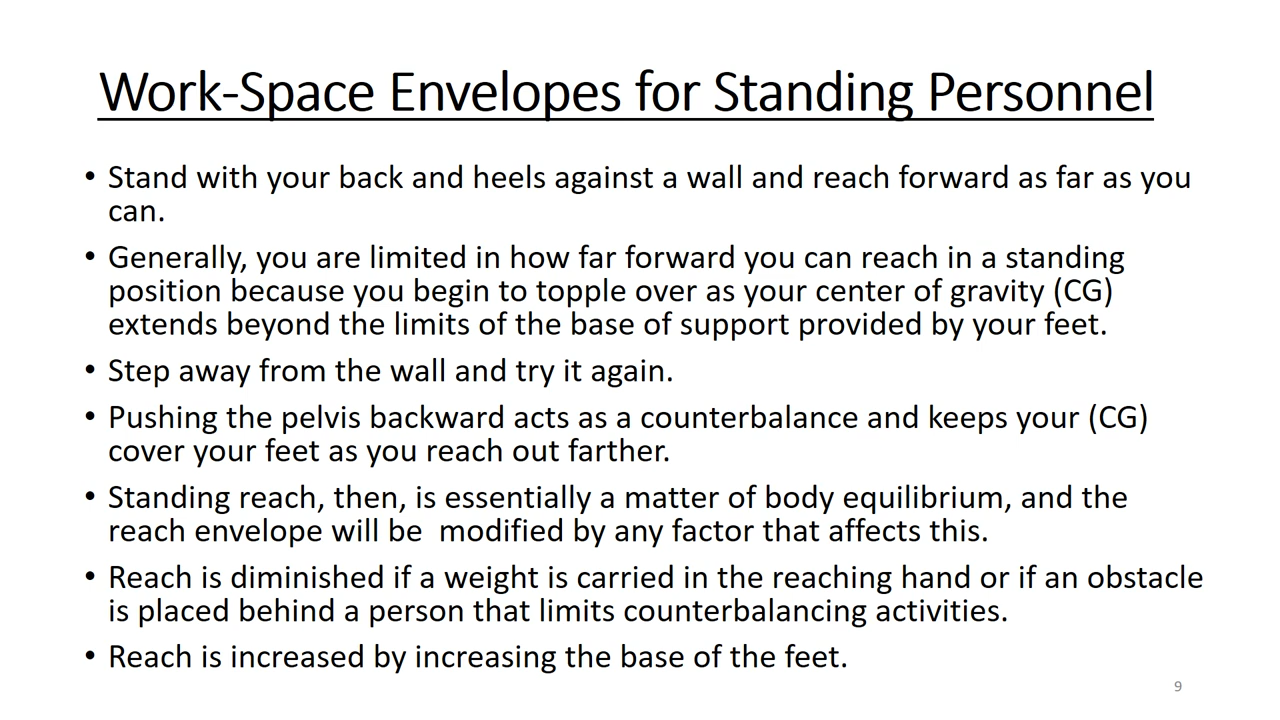 Work-Space Envelopes for Standing Personnel
• Stand with your back and heels against a wall and reach forward as far as you
can.
• Generally, you are limited in how far forward you can reach in a standing
position because you begin to topple over as your center of gravity (CG)
extends beyond the limits of the base of support provided by your feet.
• Step away from the wall and try it again.
• Pushing the pelvis backward acts as a counterbalance and keeps your (CG)
cover your feet as you reach out farther.
• Standing reach, then, is essentially a matter of body equilibrium, and the
reach envelope will be  modified by any factor that affects this.
• Reach is diminished if a weight is carried in the reaching hand or if an obstacle
is placed behind a person that limits counterbalancing activities.
• Reach is increased by increasing the base of the feet.
9